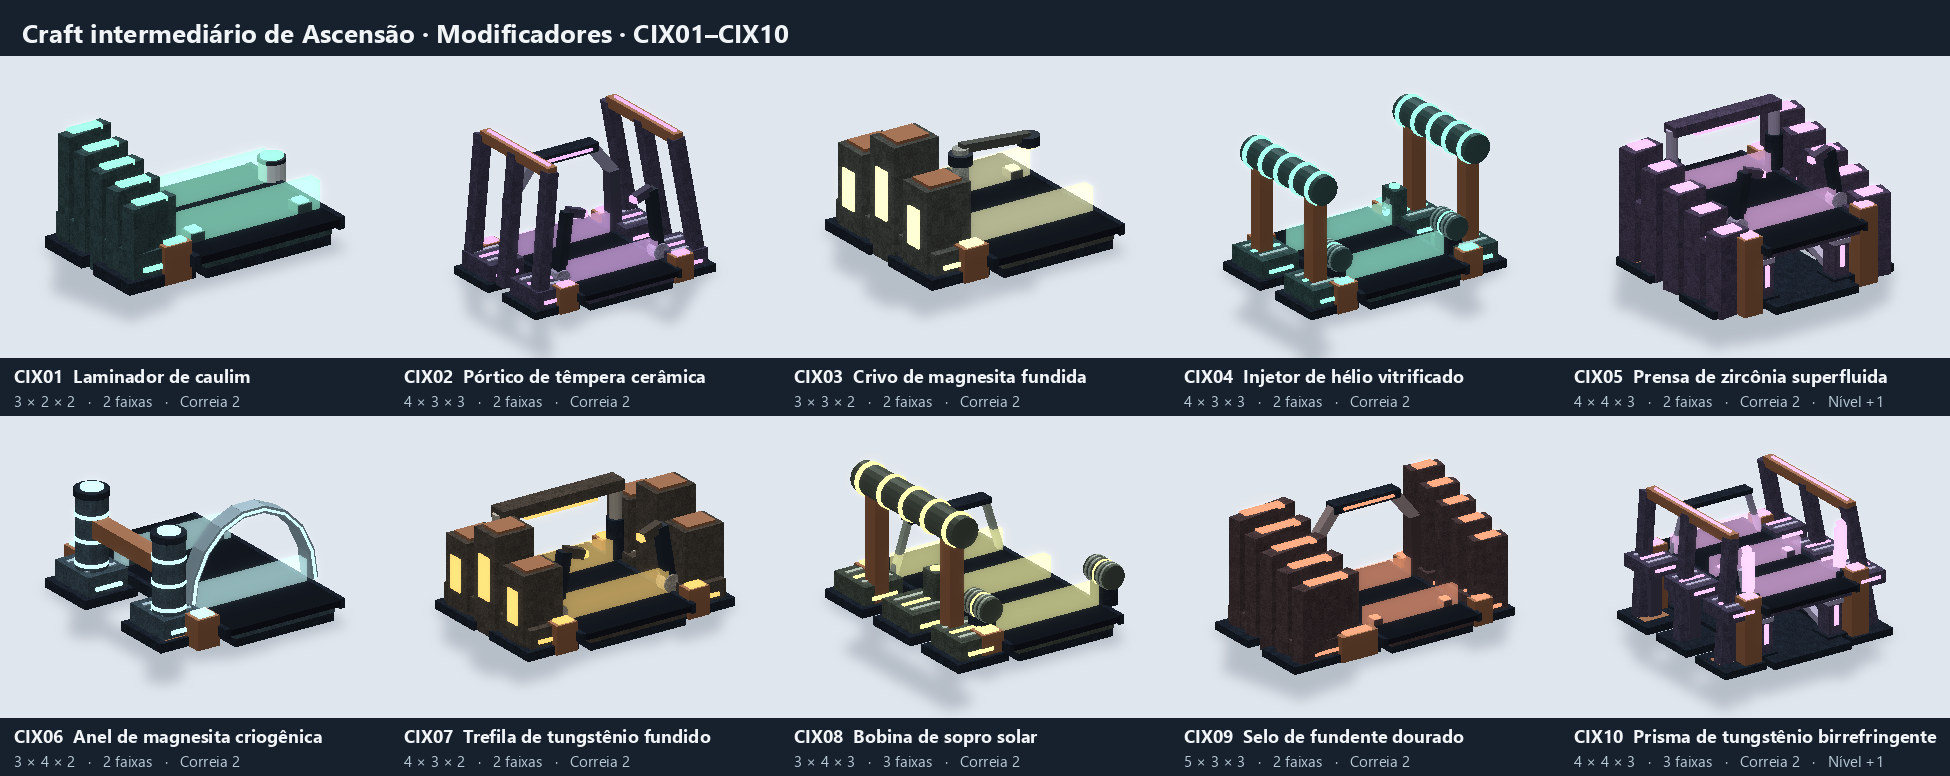 Craft intermediário de Ascensão · Modificadores · CIX01–CIX10
CIX01 Laminador de caulim
3 × 2 × 2 · 2 faixas · Correia 2
CIX02 Pórtico de têmpera cerâmica
4 × 3 × 3 · 2 faixas · Correia 2
CIX03 Crivo de magnesita fundida
3 × 3 × 2 · 2 faixas · Correia 2
CIX04 Injetor de hélio vitrificado
4 × 3 × 3 · 2 faixas · Correia 2
CIX05 Prensa de zircônia superfluida
4 × 4 × 3 · 2 faixas · Correia 2 · Nível +1
CIX06 Anel de magnesita criogênica
3 × 4 × 2 · 2 faixas · Correia 2
CIX07 Trefila de tungstênio fundido
4 × 3 × 2 · 2 faixas · Correia 2
CIX08 Bobina de sopro solar
3 × 4 × 3 · 3 faixas · Correia 2
CIX09 Selo de fundente dourado
5 × 3 × 3 · 2 faixas · Correia 2
CIX10 Prisma de tungstênio birrefringente
4 × 4 × 3 · 3 faixas · Correia 2 · Nível +1